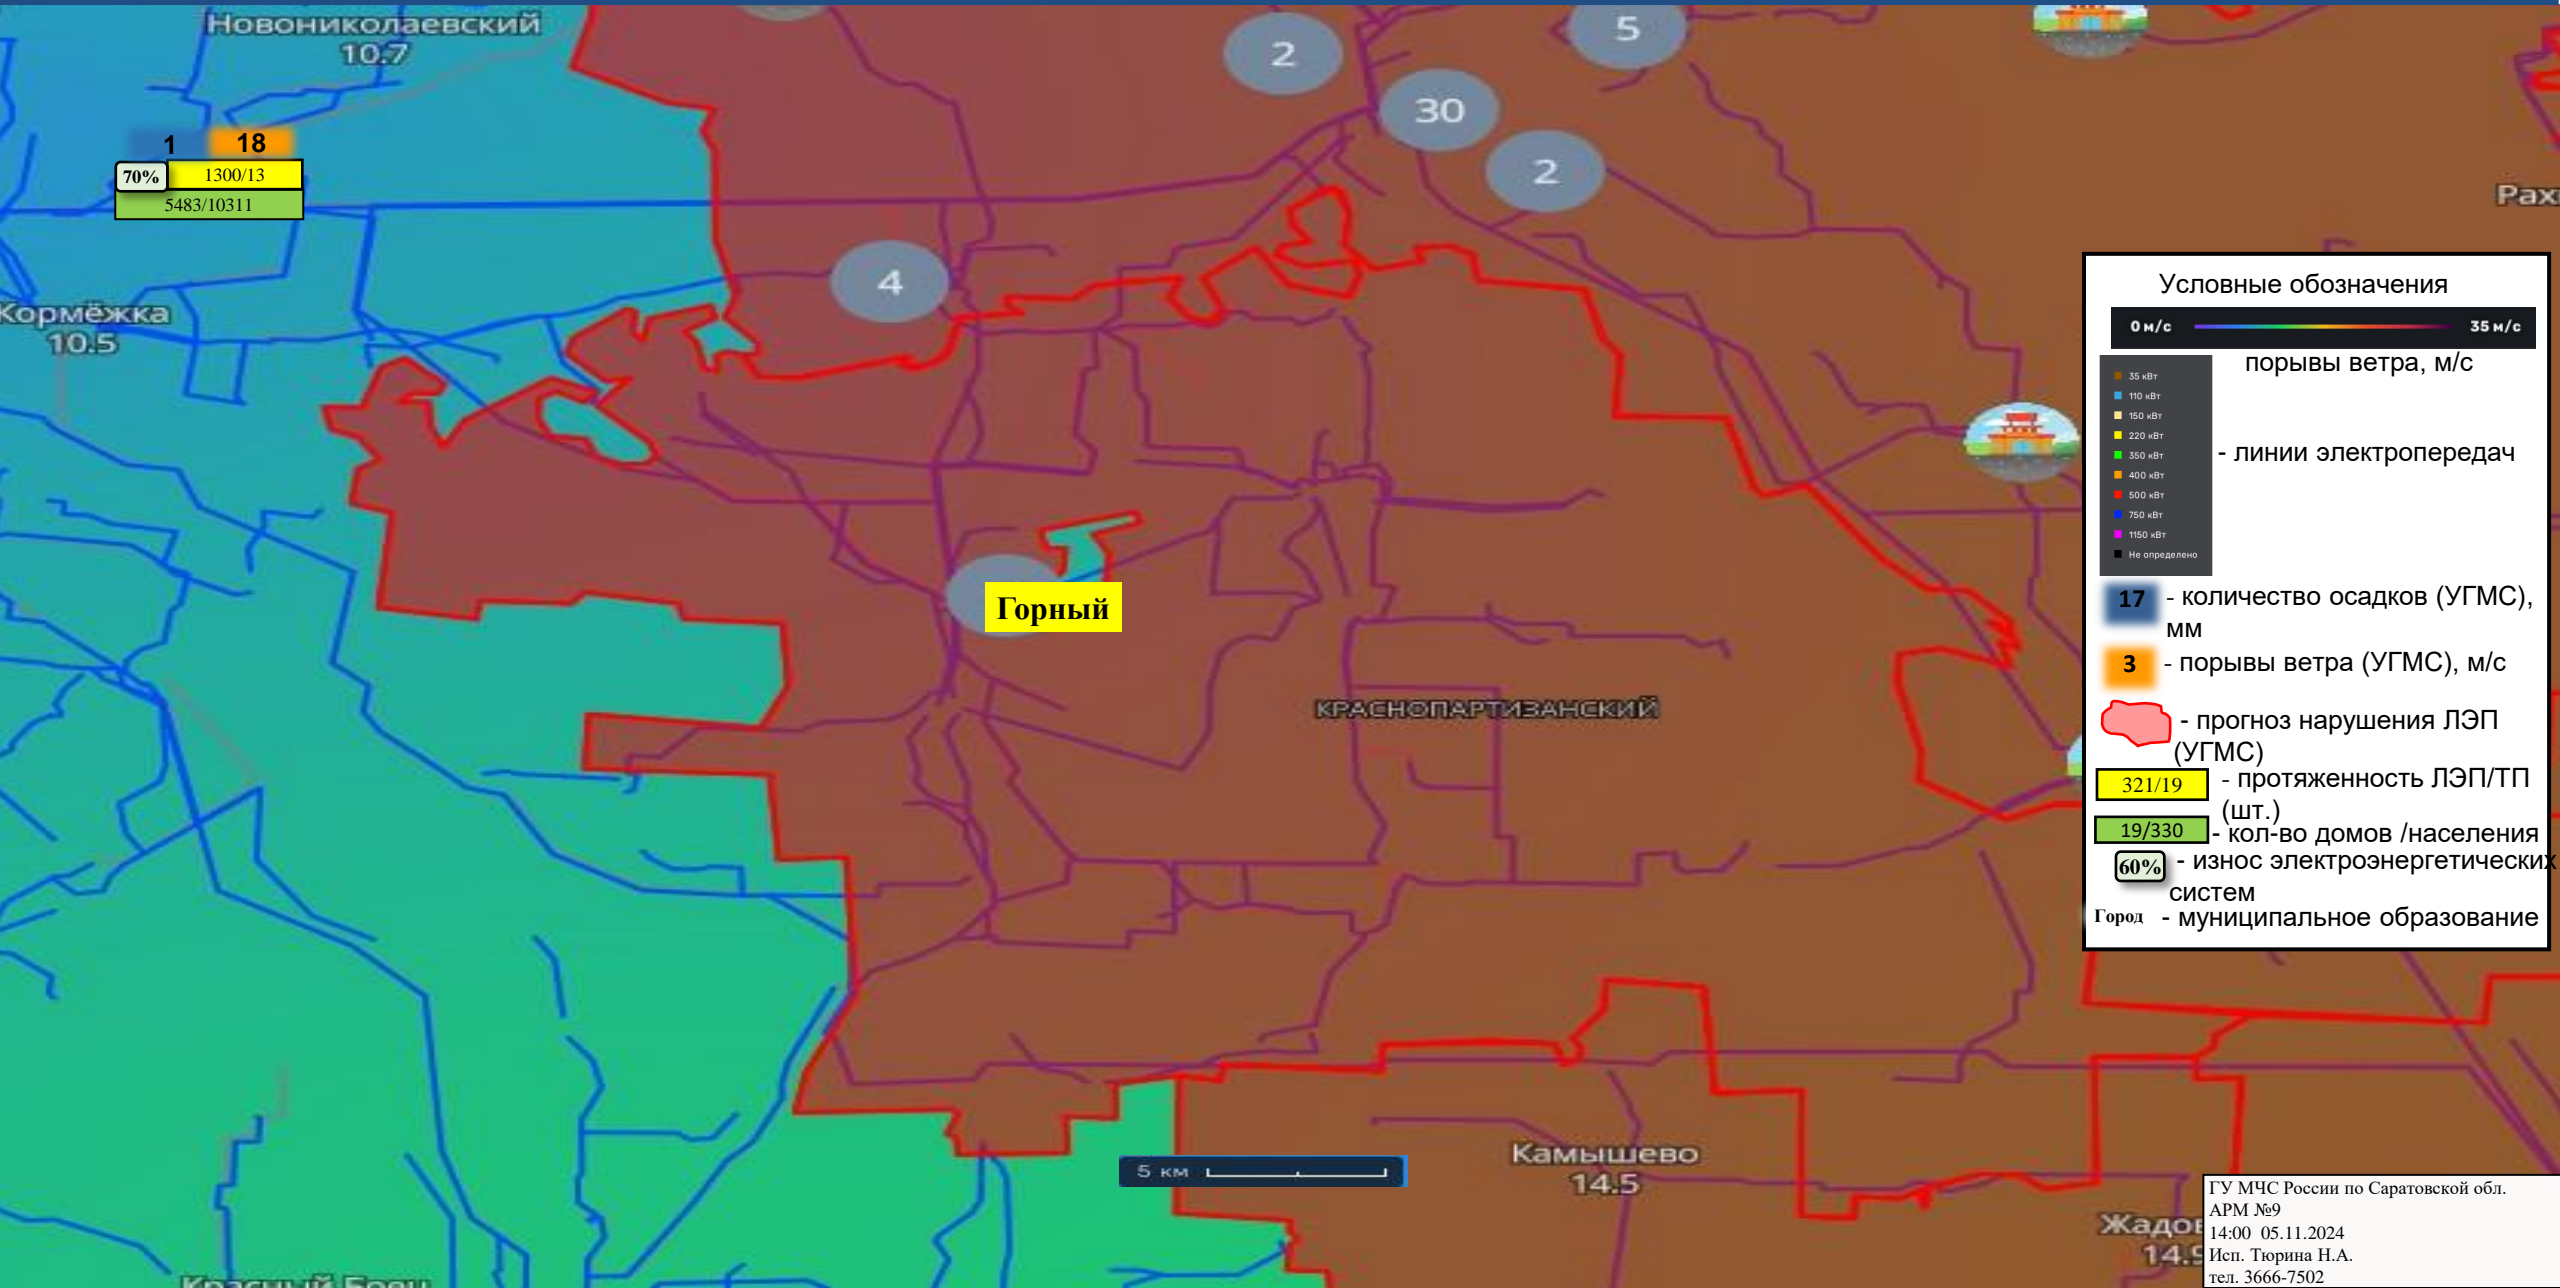 Новониколаевский
10.7
2
5
30
2
1 18
70% 1300/13
5483/10311
4
Кормёжка
10.5
Горный
КРАСНОПАРТИЗАНСКИЙ
Камышево
14.5
5 км
Условные обозначения
0 м/с 35 м/с
порывы ветра, м/с
35 кВт
110 кВт
150 кВт
220 кВт
350 кВт
400 кВт
500 кВт
750 кВт
1150 кВт
Не определено
- линии электропередач
17 - количество осадков (УГМС),
мм
3 - порывы ветра (УГМС), м/с
- прогноз нарушения ЛЭП
(УГМС)
321/19 - протяженность ЛЭП/ТП
(шт.)
19/330 - кол-во домов /населения
60% - износ электроэнергетических
систем
Город - муниципальное образование
ГУ МЧС России по Саратовской обл.
АРМ №9
14:00 05.11.2024
Исп. Тюрина Н.А.
тел. 3666-7502